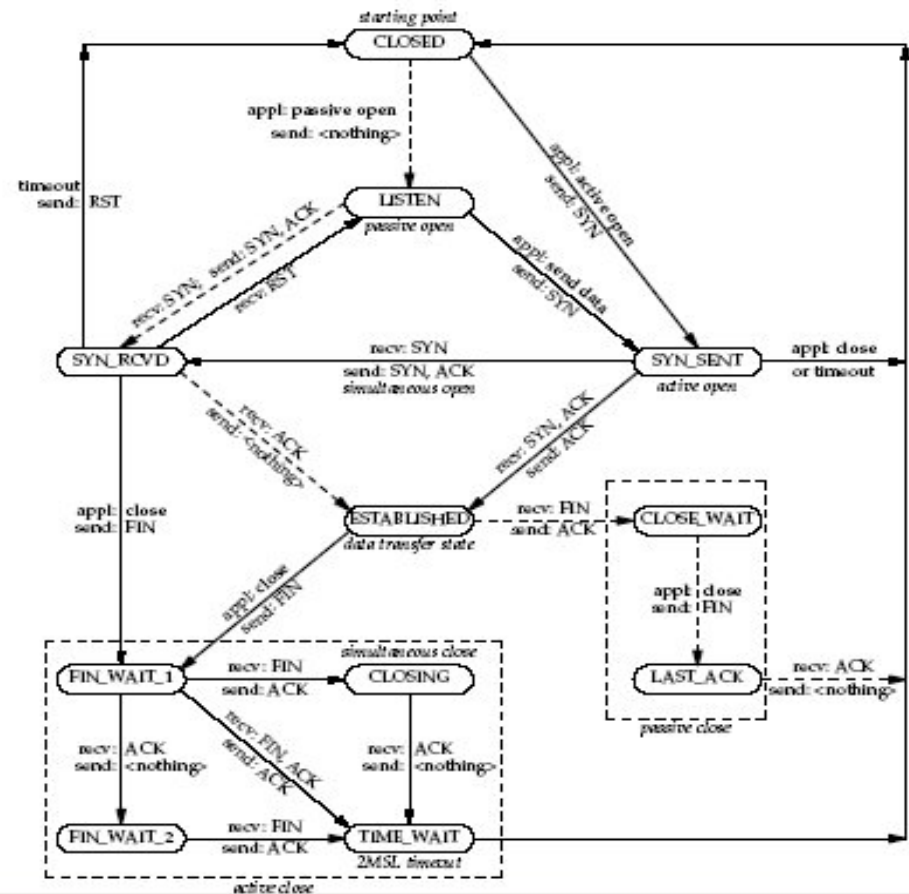 starting point
CLOSED
appl: passive open
send: <nothing>
appl: active open
send: SYN
timeout
send: RST
LISTEN
passive open
recv: SYN; send: SYN, ACK
recv: RST
appl: send data
send: SYN
SYN_RCVD
recv: SYN
send: SYN, ACK
simultaneous open
SYN_SENT
active open
appl: close
or timeout
recv: ACK
send: <nothing>
recv: SYN, ACK
send: ACK
appl: close
send: FIN
ESTABLISHED
data transfer state
recv: FIN
send: ACK
CLOSE_WAIT
appl: close
send: FIN
appl: close
send: FIN
simultaneous close
FIN_WAIT_1
recv: FIN
send: ACK
CLOSING
LAST_ACK
recv: ACK
send: <nothing>
passive close
recv: ACK
send: <nothing>
recv: FIN, ACK
send: ACK
recv: ACK
send: <nothing>
FIN_WAIT_2
recv: FIN
send: ACK
TIME_WAIT
2MSL timeout
active close